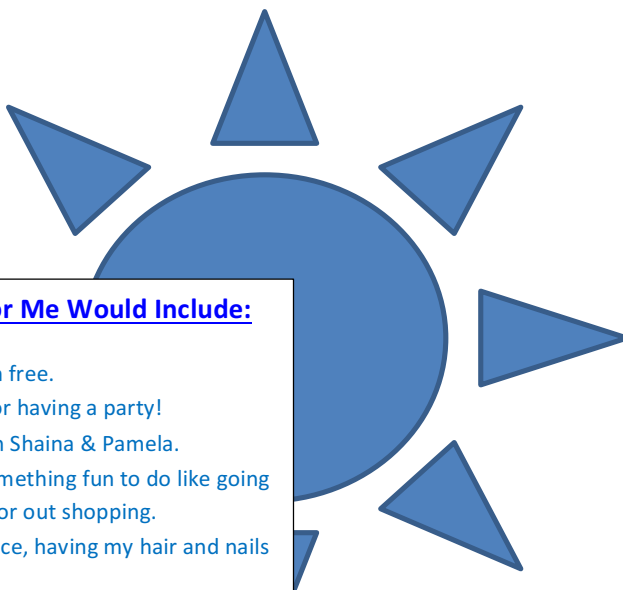 or Me Would Include:
free.
or having a party!
Shaina & Pamela.
mething fun to do like going
or out shopping.
ce, having my hair and nails